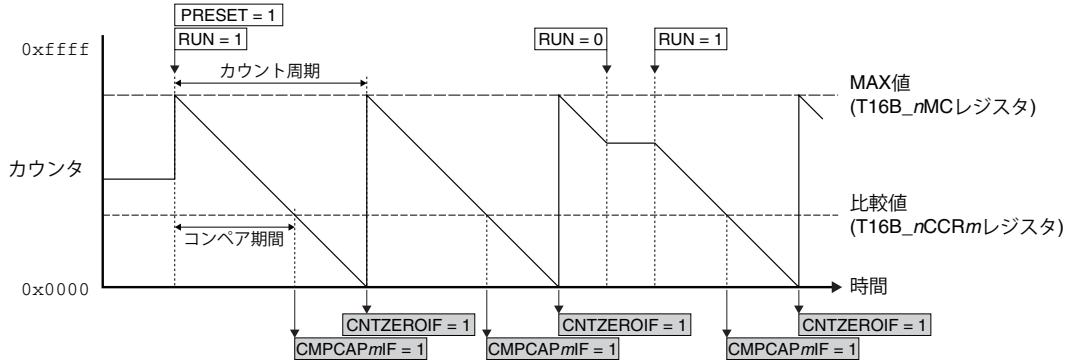 PRESET = 1
RUN = 1
RUN = 0
RUN = 1
0xffff
カウント周期
MAX値
(T16B_nMCレジスタ)
カウンタ
比較値
(T16B_nCCRmレジスタ)
コンペア期間
0x0000
時間
CNTZEROIF = 1
CNTZEROIF = 1
CNTZEROIF = 1
CMPCAPmIF = 1
CMPCAPmIF = 1
CMPCAPmIF = 1